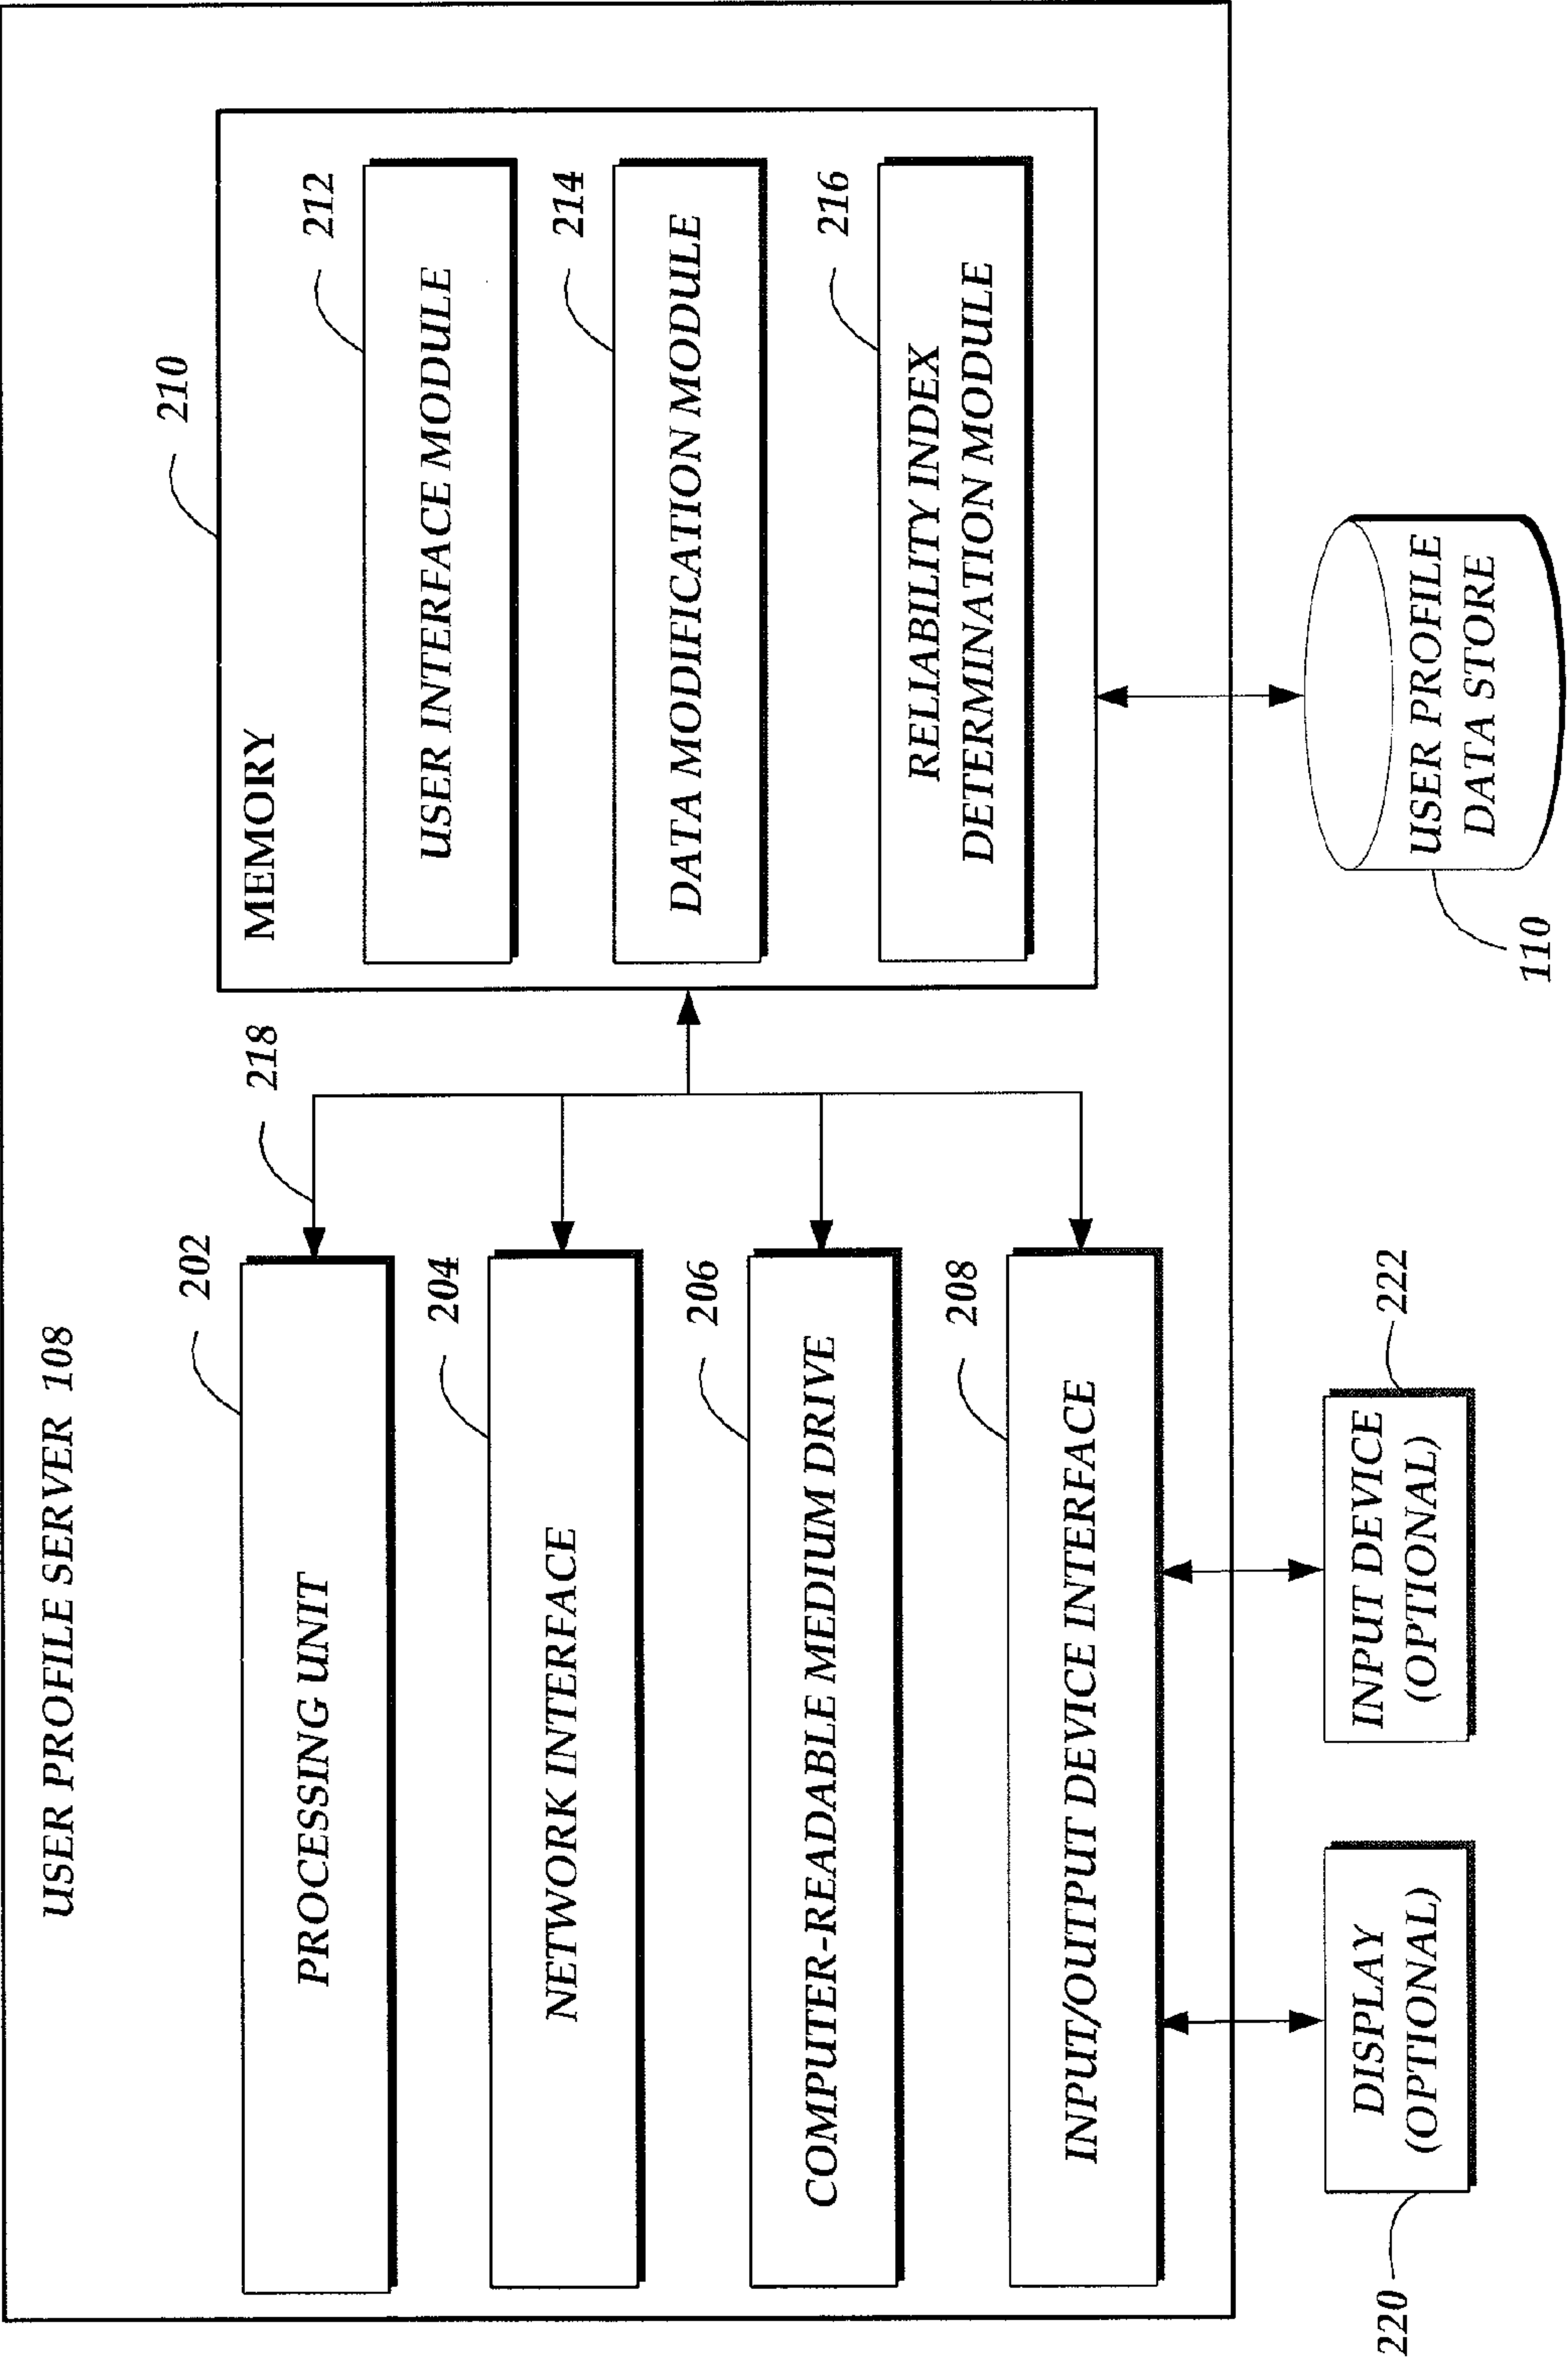 USER PROFILE SERVER 108
202
PROCESSING UNIT
204
NETWORK INTERFACE
206
COMPUTER-READABLE MEDIUM DRIVE
208
INPUT/OUTPUT DEVICE INTERFACE
218
210
MEMORY
212
USER INTERFACE MODULE
214
DATA MODIFICATION MODULE
216
RELIABILITY INDEX
DETERMINATION MODULE
220
DISPLAY
(OPTIONAL)
222
INPUT DEVICE
(OPTIONAL)
110
USER PROFILE
DATA STORE